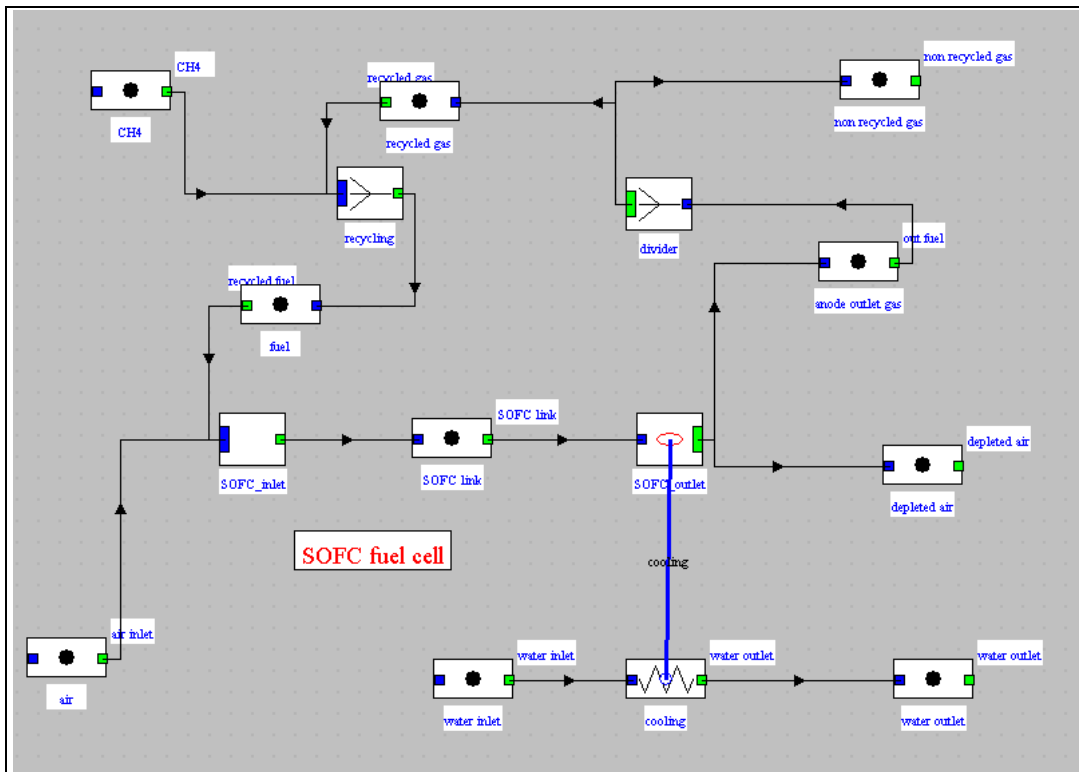 CH4
CH4
recycled gas
recycled gas
non recycled gas
non recycled gas
recycling
divider
out fuel
anode outlet gas
recycled fuel
fuel
SOFC_inlet
SOFC link
SOFC link
SOFC_outlet
depleted air
depleted air
SOFC fuel cell
cooling
air inlet
air
water inlet
water inlet
water outlet
cooling
water outlet
water outlet